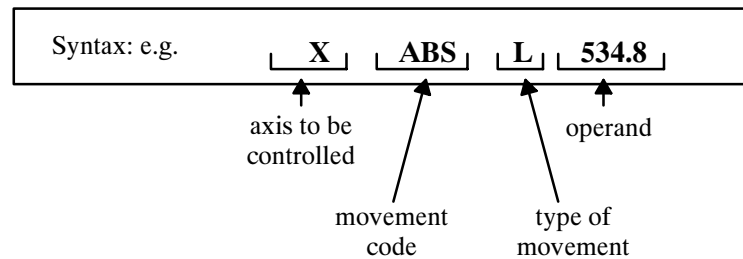 Syntax: e.g. X ABS L 534.8
axis to be
controlled
operand
movement
code
type of
movement